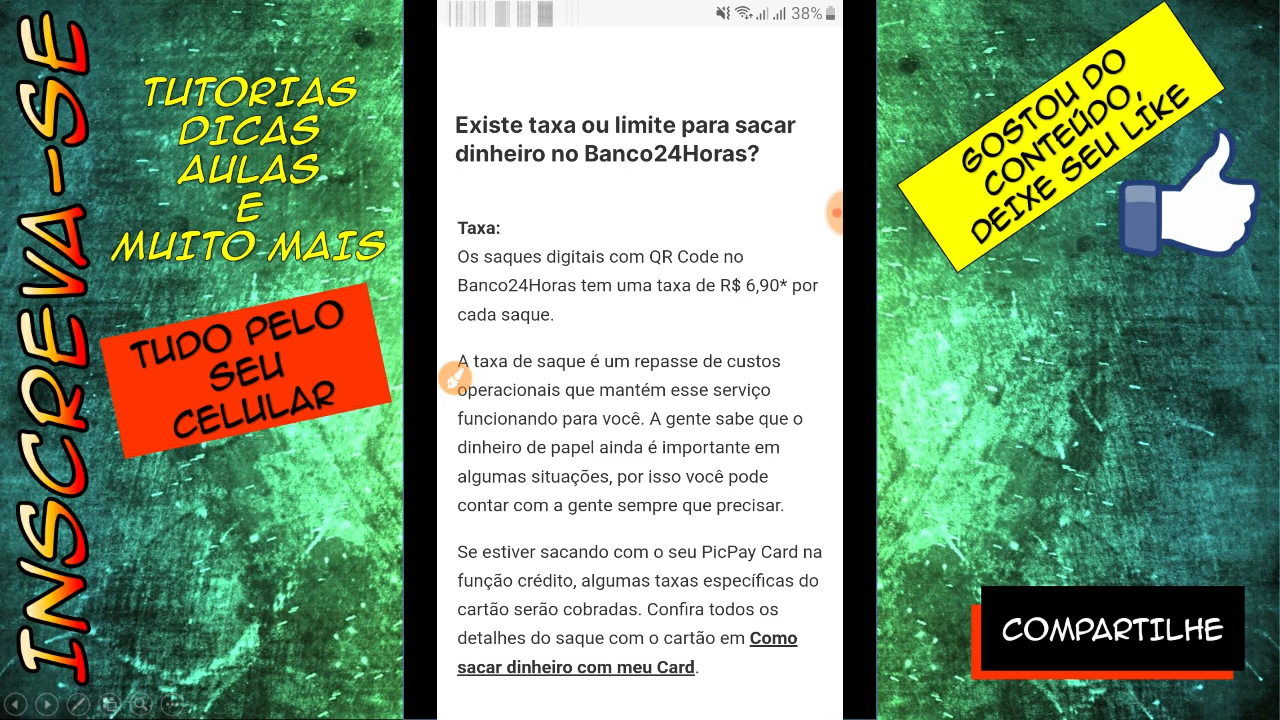 INSCREVA-SE
TUTORIAS
DICAS
AULAS
E
MUITO MAIS
TUDO PELO
SEU
CELULAR
38%
Existe taxa ou limite para sacar
dinheiro no Banco24Horas?
Taxa:
Os saques digitais com QR Code no
Banco24Horas tem uma taxa de R$ 6,90* por
cada saque.
A taxa de saque é um repasse de custos
operacionais que mantém esse serviço
funcionando para você. A gente sabe que o
dinheiro de papel ainda é importante em
algumas situações, por isso você pode
contar com a gente sempre que precisar.
Se estiver sacando com o seu PicPay Card na
função crédito, algumas taxas específicas do
cartão serão cobradas. Confira todos os
detalhes do saque com o cartão em Como
sacar dinheiro com meu Card.
GOSTOU DO
CONTEÚDO,
DEIXE SEU LIKE
COMPARTILHE